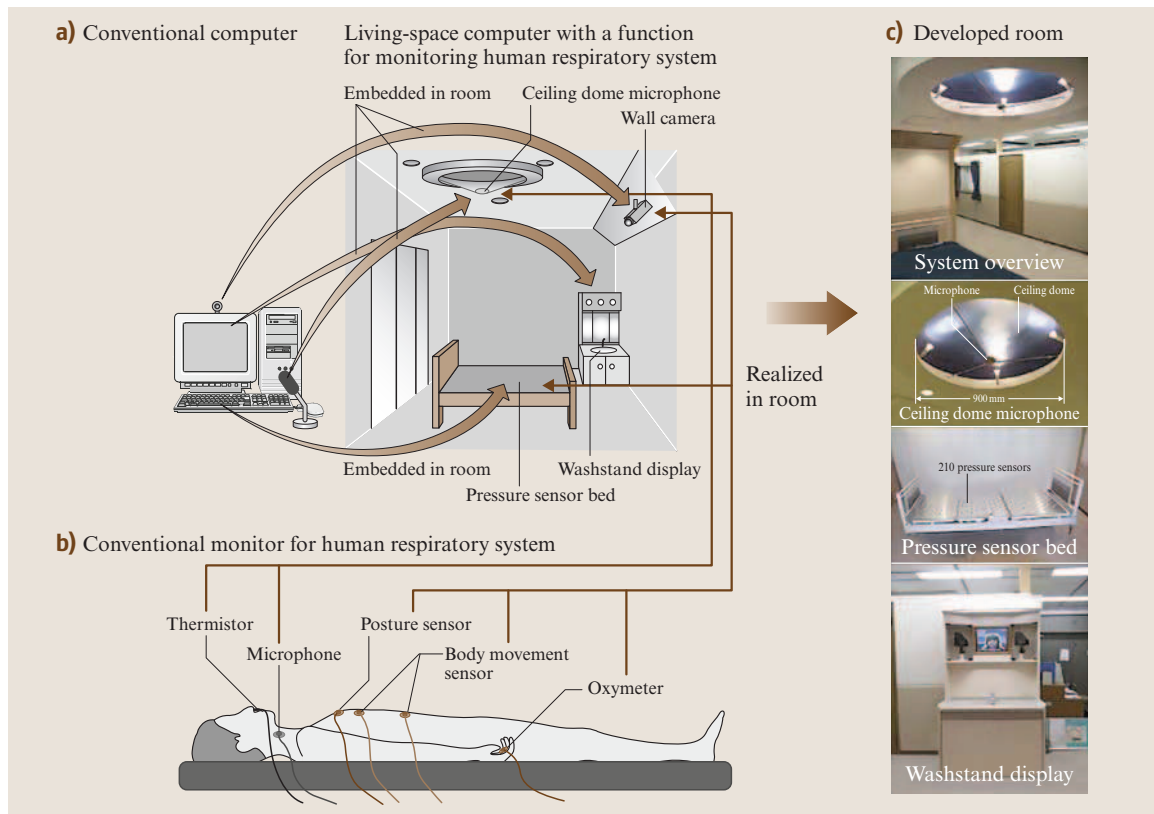 a) Conventional computer
Living-space computer with a function
for monitoring human respiratory system
Embedded in room
Ceiling dome microphone
Wall camera
Realized
in room
Embedded in room
Washstand display
Pressure sensor bed
b) Conventional monitor for human respiratory system
Thermistor
Microphone
Posture sensor
Body movement
sensor
Oxymeter
c) Developed room
System overview
Microphone
Ceiling dome
900 mm
Ceiling dome microphone
210 pressure sensors
Pressure sensor bed
Washstand display